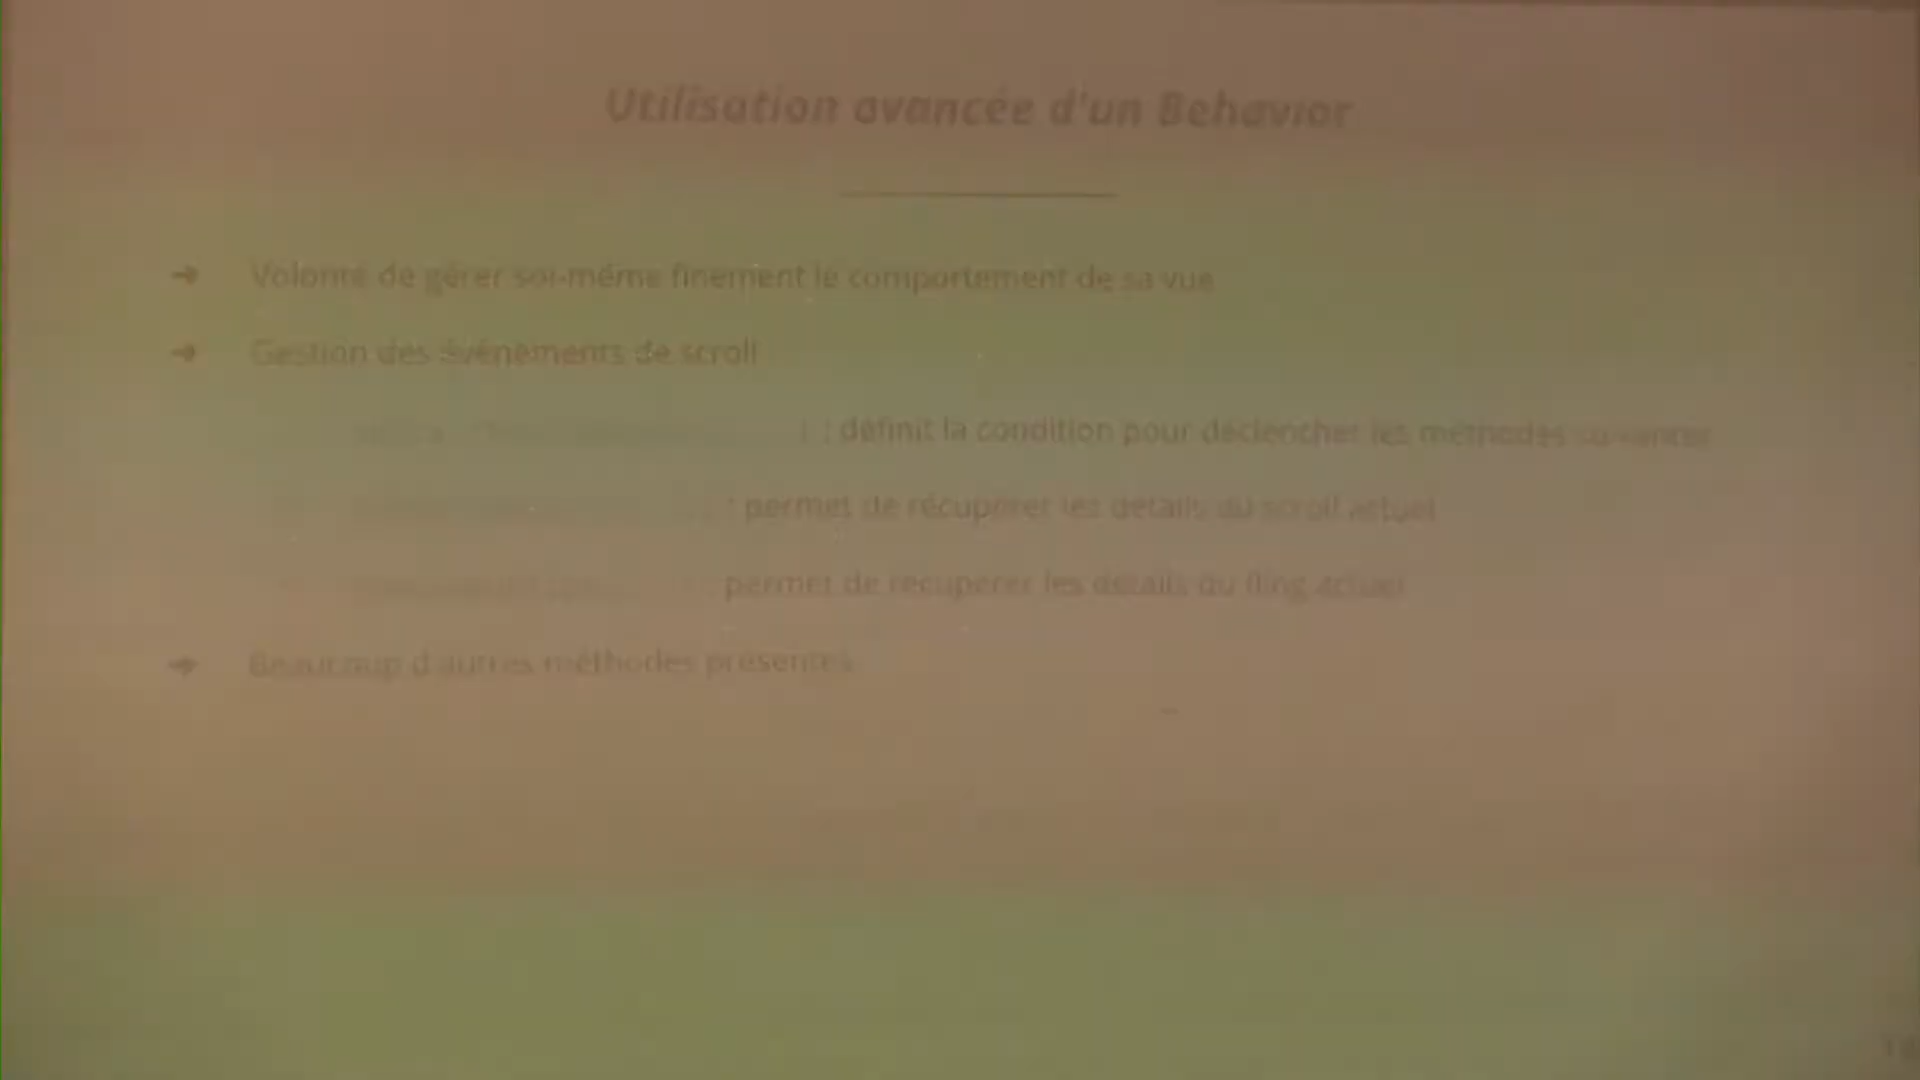 Utilisation avancée d'un Behavior
➔ Volonté de gérer soi-même finement le comportement de sa vue
➔ Gestion des événements de scroll
: définit la condition pour déclencher les méthodes suivantes
: permet de récupérer les détails du scroll actuel
: permet de récupérer les détails du fling actuel
➔ Beaucoup d'autres méthodes présentes